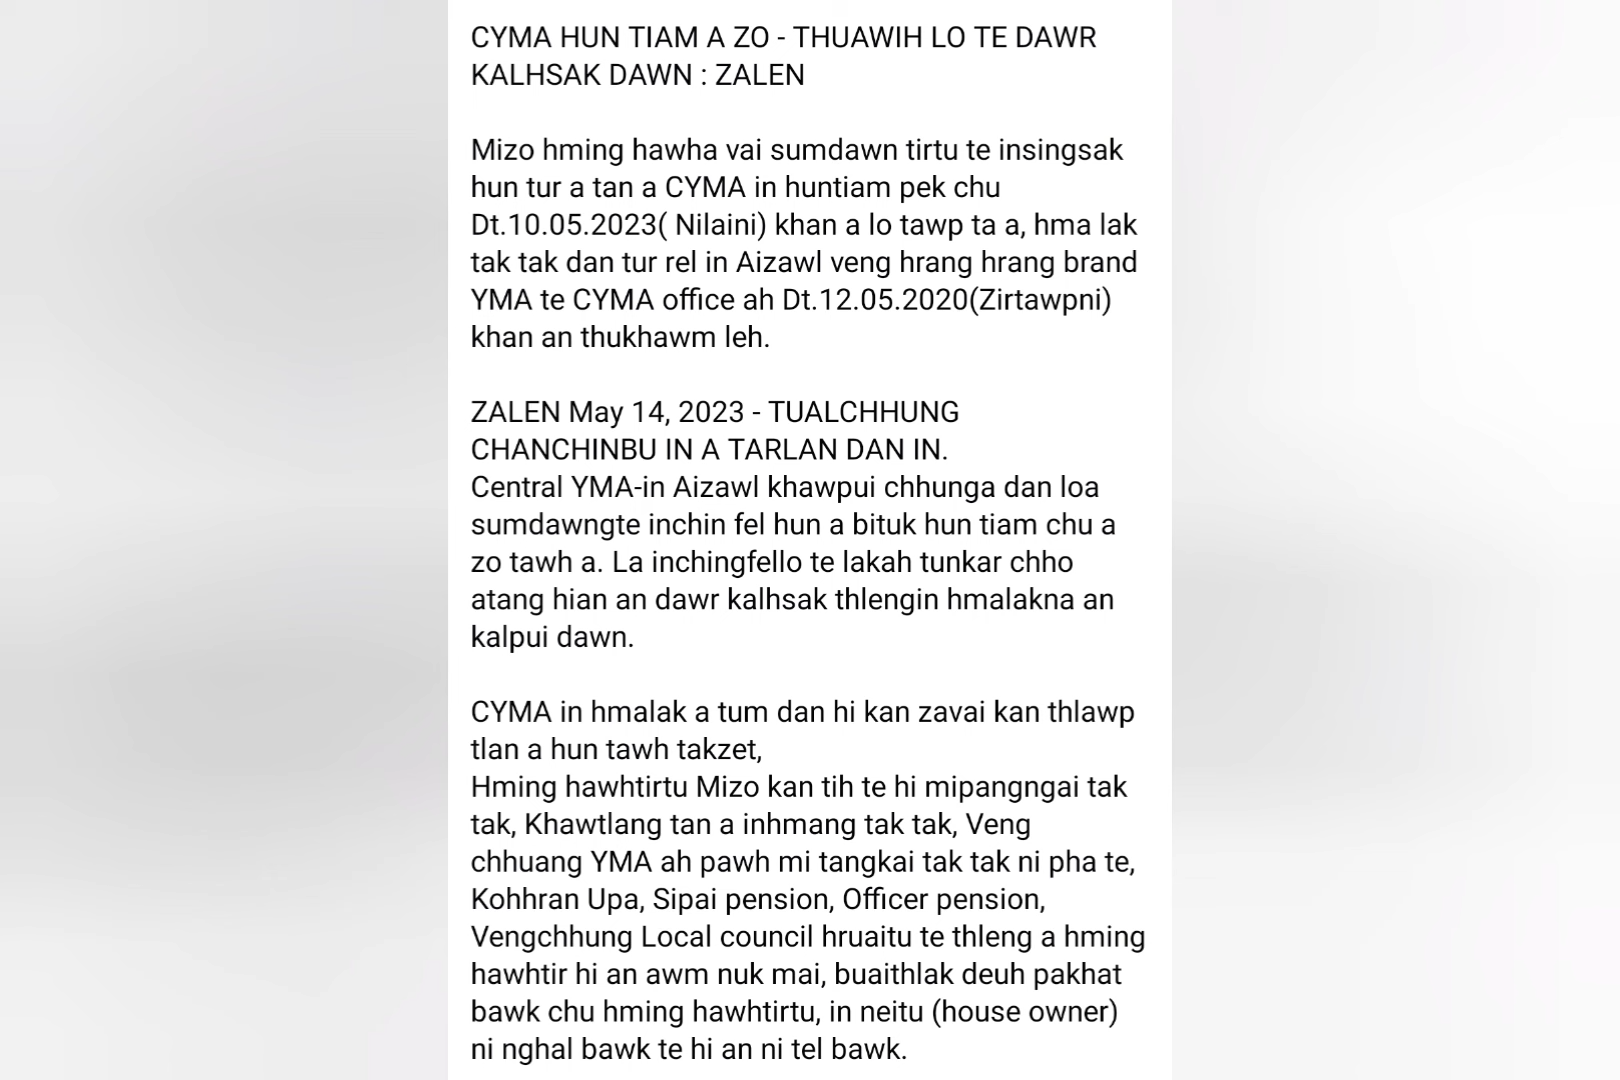 CYMA HUN TIAM A ZO - THUAWIH LO TE DAWR
KALHSAK DAWN : ZALEN
Mizo hming hawha vai sumdawn tirtu te insingsak
hun tur a tan a CYMA in huntiam pek chu
Dt.10.05.2023( Nilaini) khan a lo tawp ta a, hma lak
tak tak dan tur rel in Aizawl veng hrang hrang brand
YMA te CYMA office ah Dt.12.05.2020(Zirtawpni)
khan an thukhawm leh.
ZALEN May 14, 2023 - TUALCHHUNG
CHANCHINBU IN A TARLAN DAN IN.
Central YMA-in Aizawl khawpui chhunga dan loa
sumdawngte inchin fel hun a bituk hun tiam chu a
zo tawh a. La inchingfello te lakah tunkar chho
atang hian an dawr kalhsak thlengin hmalakna an
kalpui dawn.
CYMA in hmalak a tum dan hi kan zavai kan thlawp
tlan a hun tawh takzet,
Hming hawhtirtu Mizo kan tih te hi mipangngai tak
tak, Khawtlang tan a inhmang tak tak, Veng
chhuang YMA ah pawh mi tangkai tak tak ni pha te,
Kohhran Upa, Sipai pension, Officer pension,
Vengchhung Local council hruaitu te thleng a hming
hawhtir hi an awm nuk mai, buaithlak deuh pakhat
bawk chu hming hawhtirtu, in neitu (house owner)
ni nghal bawk te hi an ni tel bawk.